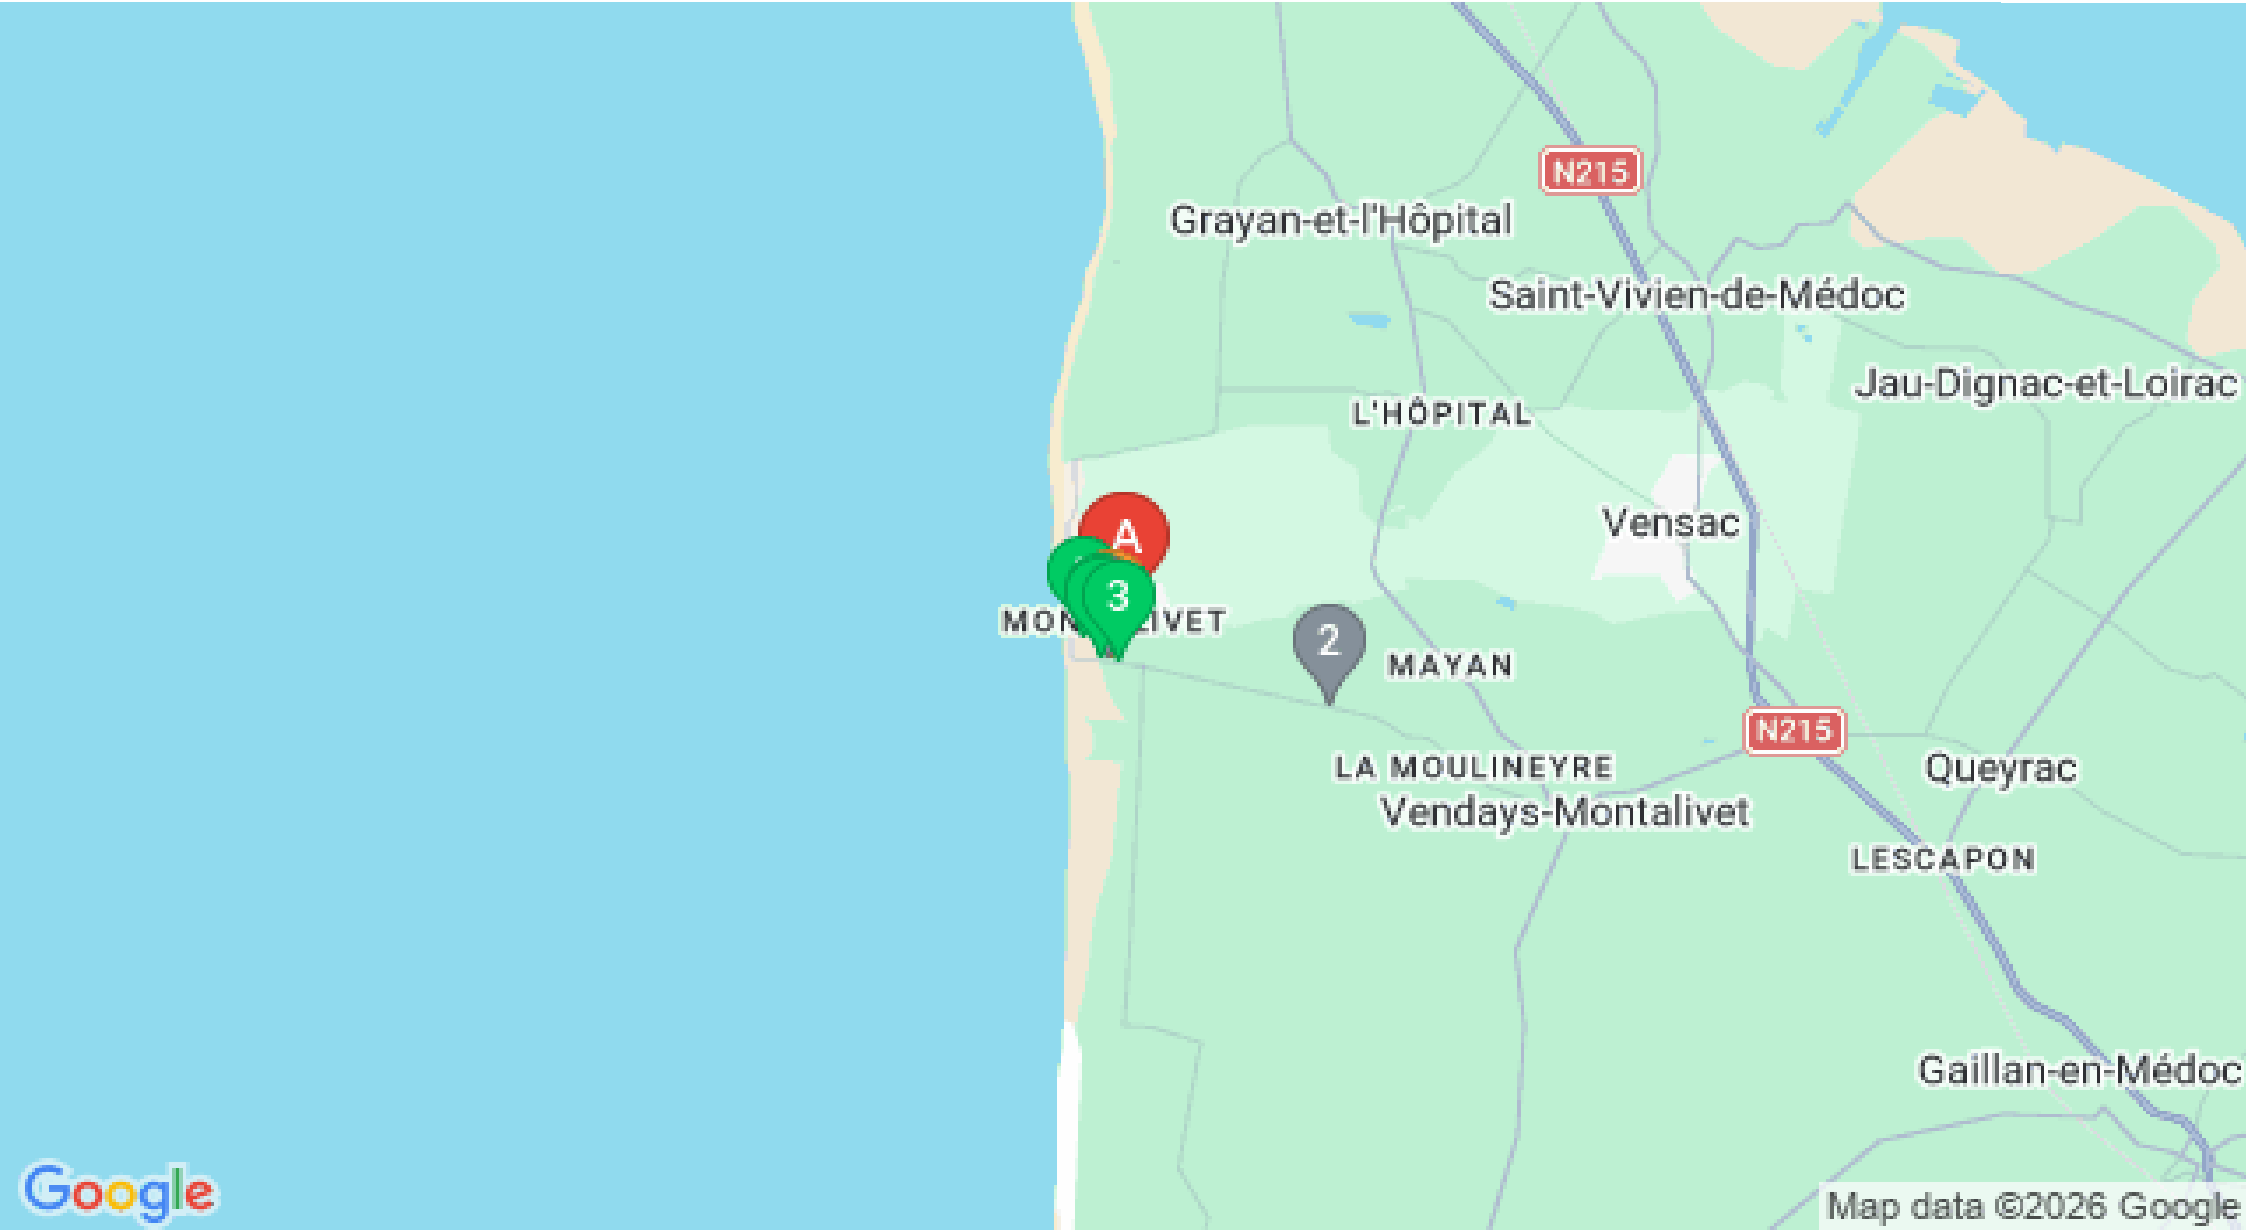 N215
Grayan-et-l'Hôpital
Saint-Vivien-de-Médoc
Jau-Dignac-et-Loirac
L'HÔPITAL
Vensac
A
3
2
MAYAN
N215
LA MOULINEYRE
Queyrac
Vendays-Montalivet
LESCAPON
Gaillan-en-Médoc
Google
Map data ©2026 Google